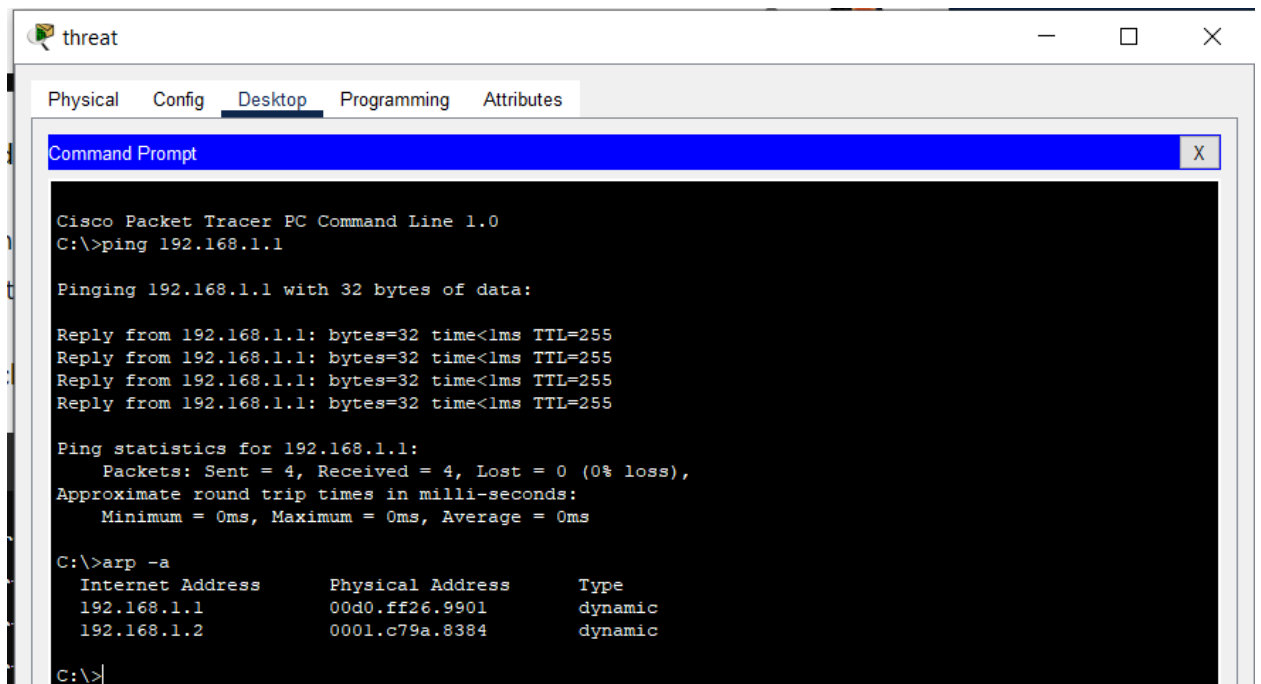 threat
Physical Config Desktop Programming Attributes
Command Prompt X
Cisco Packet Tracer PC Command Line 1.0
C:\>ping 192.168.1.1
Pinging 192.168.1.1 with 32 bytes of data:
Reply from 192.168.1.1: bytes=32 time<1ms TTL=255
Reply from 192.168.1.1: bytes=32 time<1ms TTL=255
Reply from 192.168.1.1: bytes=32 time<1ms TTL=255
Reply from 192.168.1.1: bytes=32 time<1ms TTL=255
Ping statistics for 192.168.1.1:
Packets: Sent = 4, Received = 4, Lost = 0 (0% loss),
Approximate round trip times in milli-seconds:
Minimum = 0ms, Maximum = 0ms, Average = 0ms
C:\>arp -a
Internet Address Physical Address Type
192.168.1.1 00d0.ff26.9901 dynamic
192.168.1.2 0001.c79a.8384 dynamic
C:\>